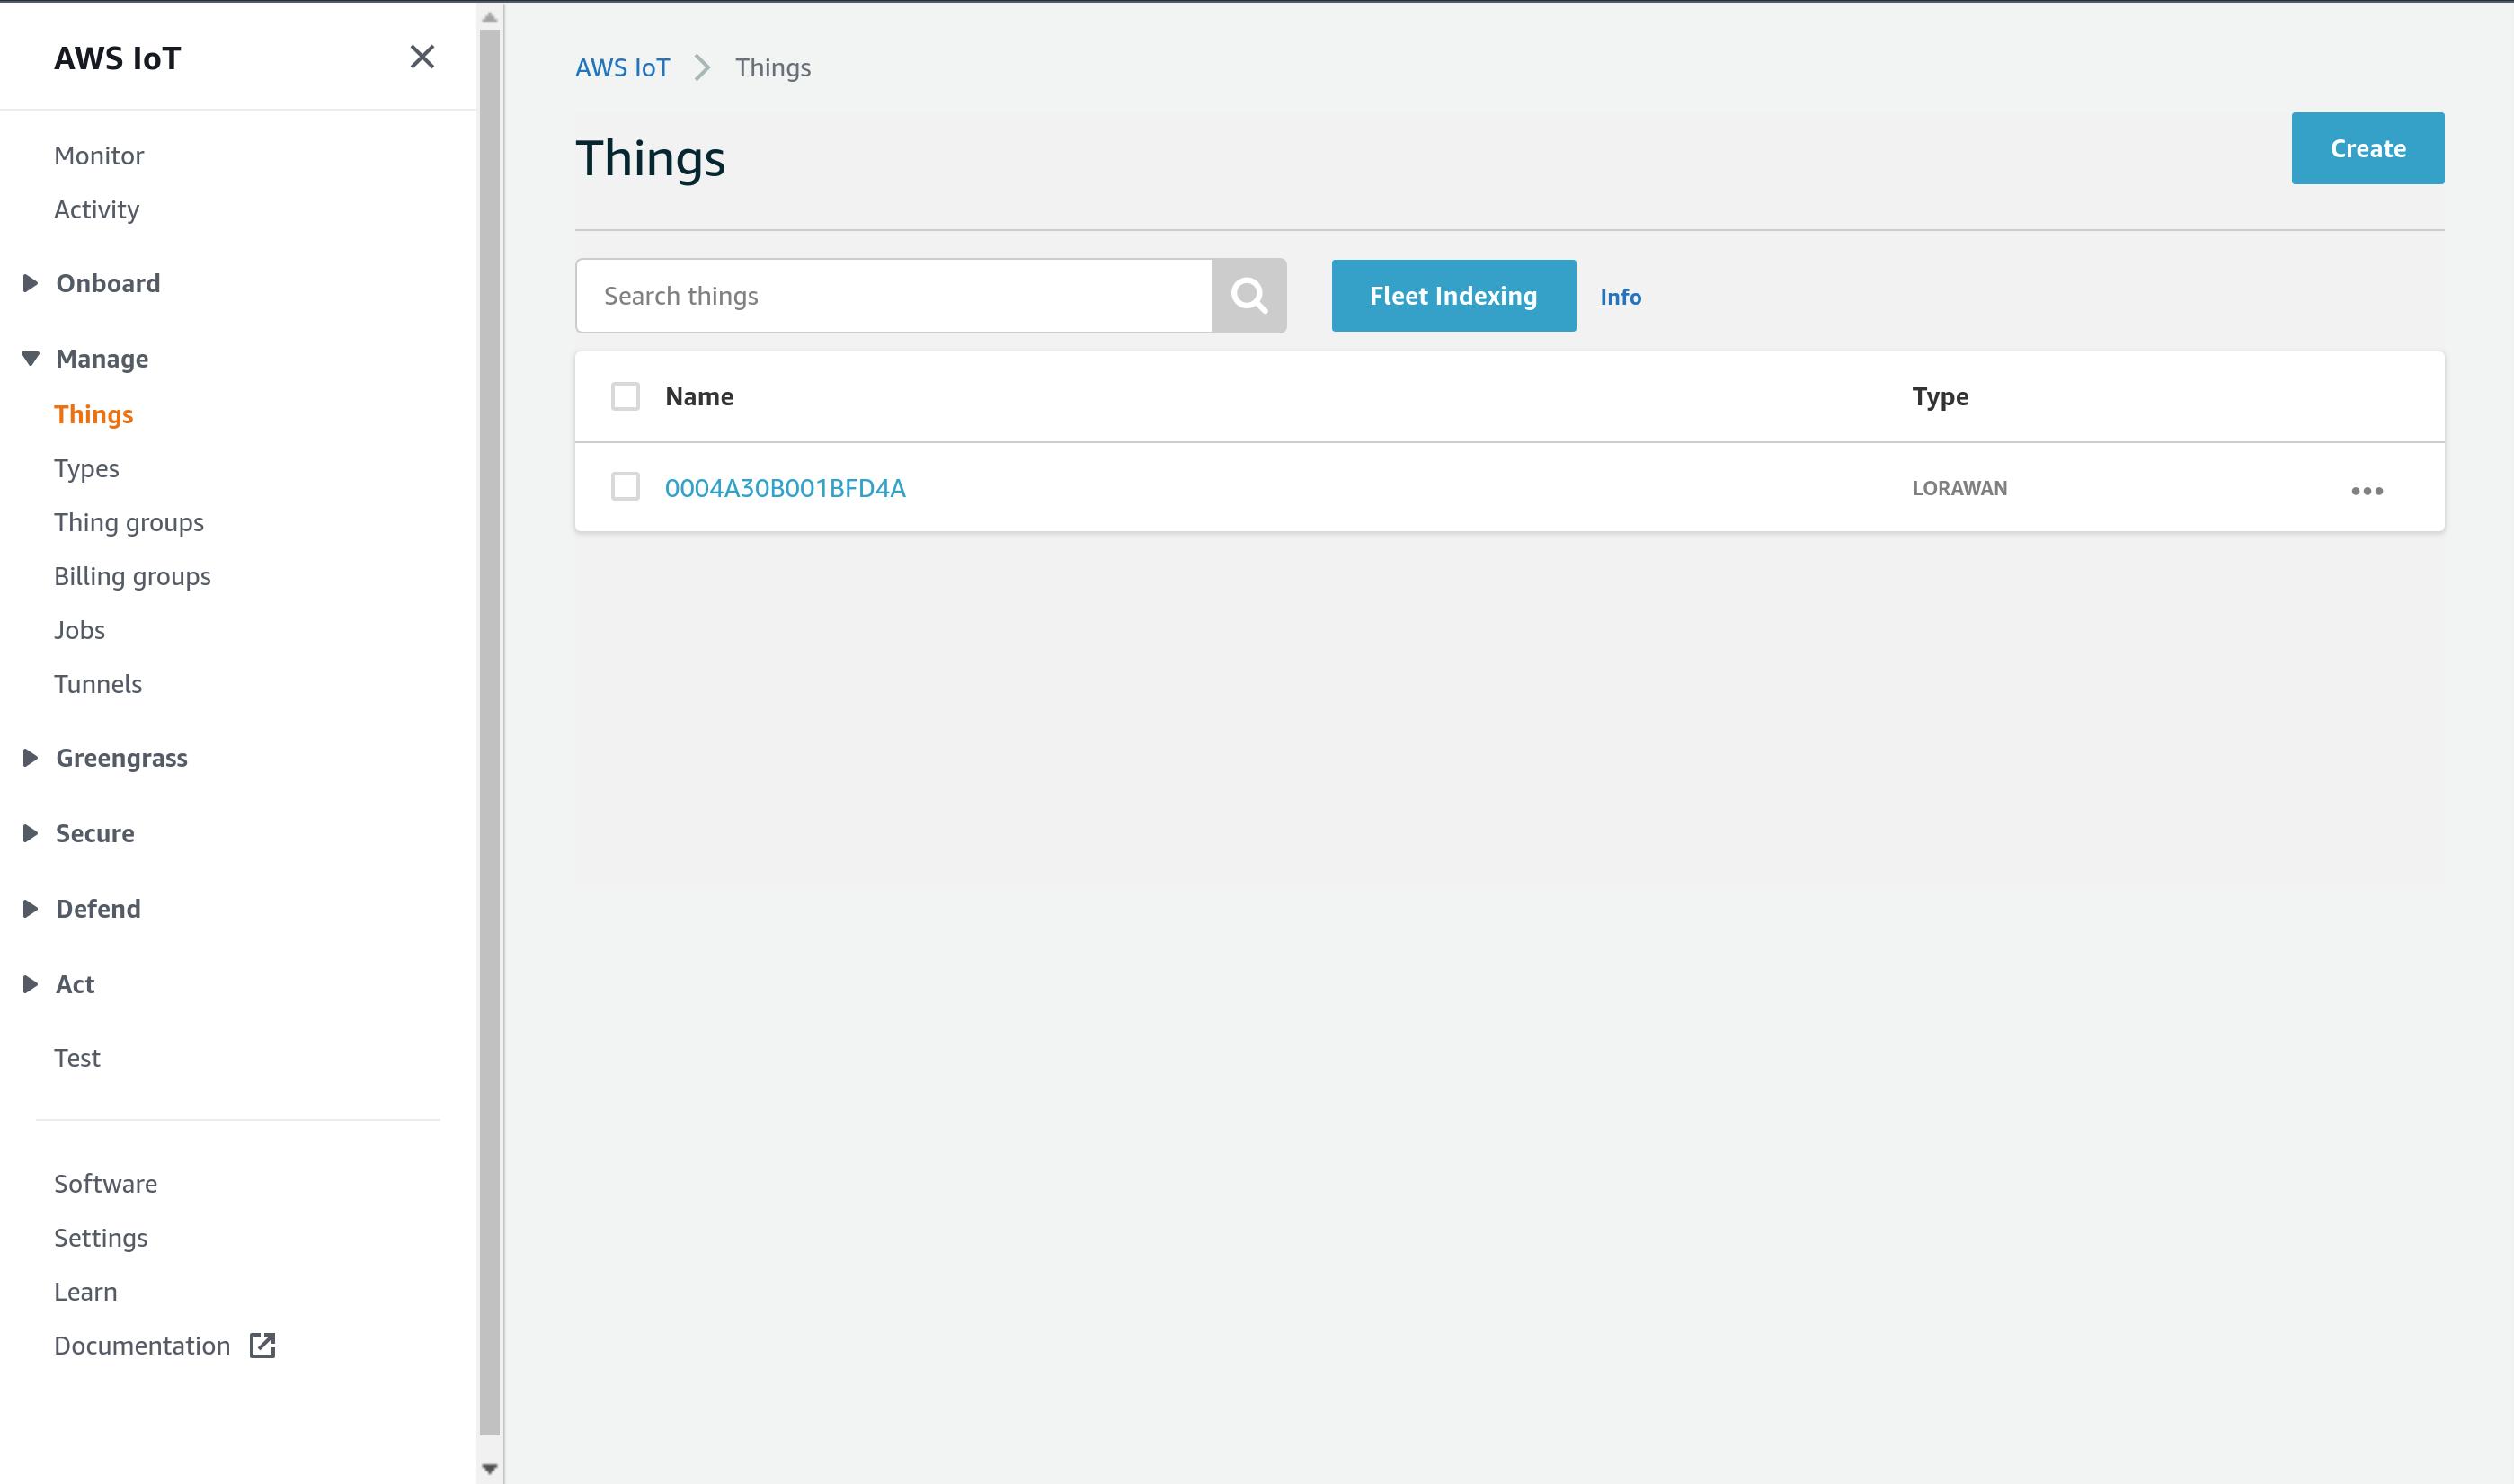 AWS IoT
Monitor
Activity
Onboard
Manage
Things
Types
Thing groups
Billing groups
Jobs
Tunnels
Greengrass
Secure
Defend
Act
Test
Software
Settings
Learn
Documentation
AWS IoT Things
Things
Create
Search things
Fleet Indexing Info
Name Type
0004A30B001BFD4A LORAWAN